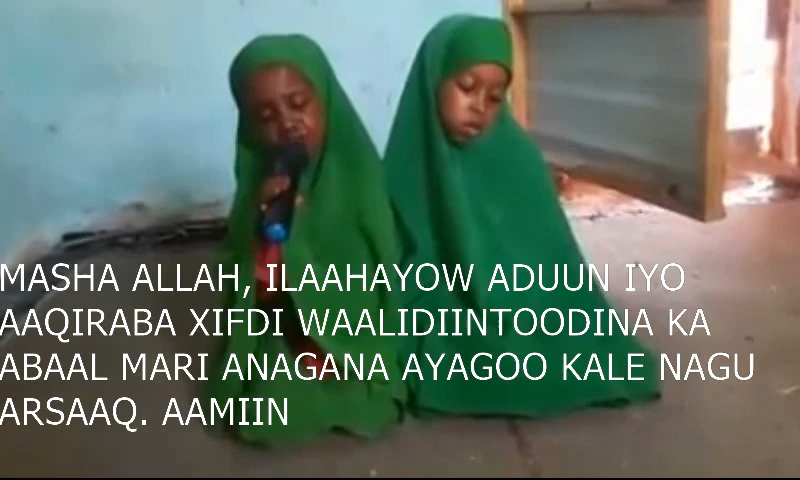 MASHA ALLAH, ILAAHAYOW ADUUN IYO
AAQIRABA XIFDI WAALIDIINTOODINA KA
ABAAL MARI ANAGANA AYAGOO KALE NAGU
ARSAAQ. AAMIIN